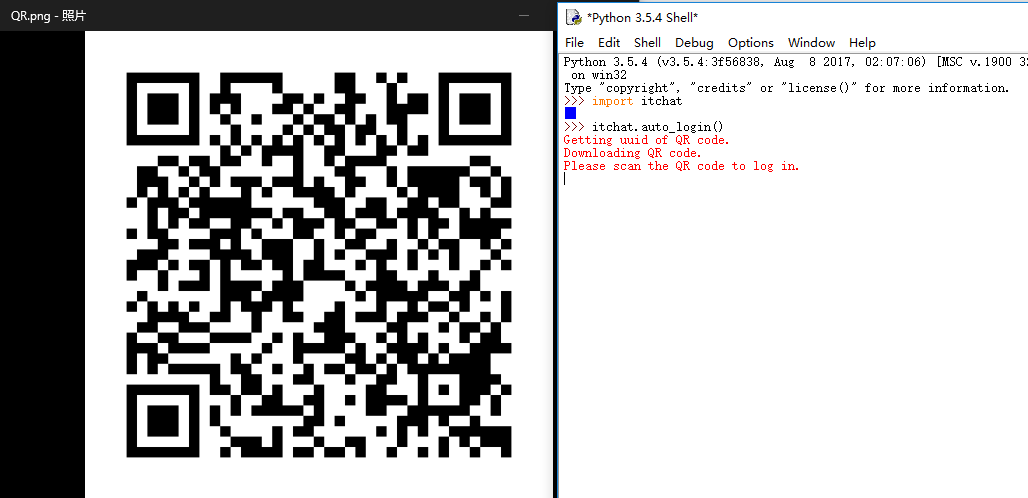 QR.png - 照片
*Python 3.5.4 Shell*
File Edit Shell Debug Options Window Help
Python 3.5.4 (v3.5.4:3f56838, Aug  8 2017, 02:07:06) [MSC v.1900 32
 on win32
Type "copyright", "credits" or "license()" for more information.
>>> import itchat
>>> itchat.auto_login()
Getting uuid of QR code.
Downloading QR code.
Please scan the QR code to log in.